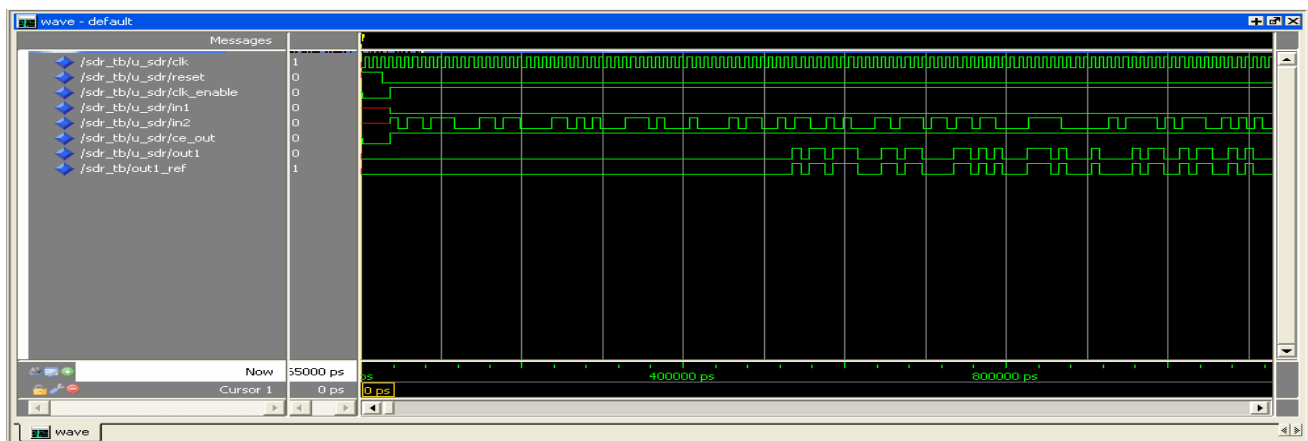 wave - default
Messages
/sdr_tb/u_sdr/clk 1
/sdr_tb/u_sdr/reset 0
/sdr_tb/u_sdr/clk_enable 0
/sdr_tb/u_sdr/in1 0
/sdr_tb/u_sdr/in2 0
/sdr_tb/u_sdr/ce_out 0
/sdr_tb/u_sdr/out1 0
/sdr_tb/out1_ref 1
Now 55000 ps ps 400000 ps 800000 ps
Cursor 1 0 ps 0 ps
wave